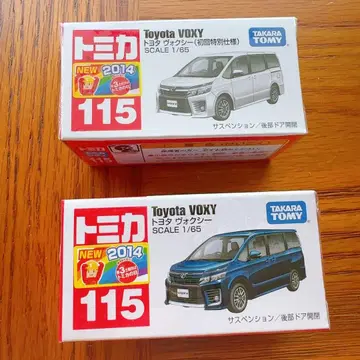 トミカ
NEW
2014
115
Toyota VOXY
トヨタ ヴォクシー(初回特別仕様)
SCALE 1/65
TAKARA
TOMY
サスペンション/後部ドア開閉
トミカ
NEW
2014
115
Toyota VOXY
トヨタ ヴォクシー
SCALE 1/65
TAKARA
TOMY
サスペンション/後部ドア開閉